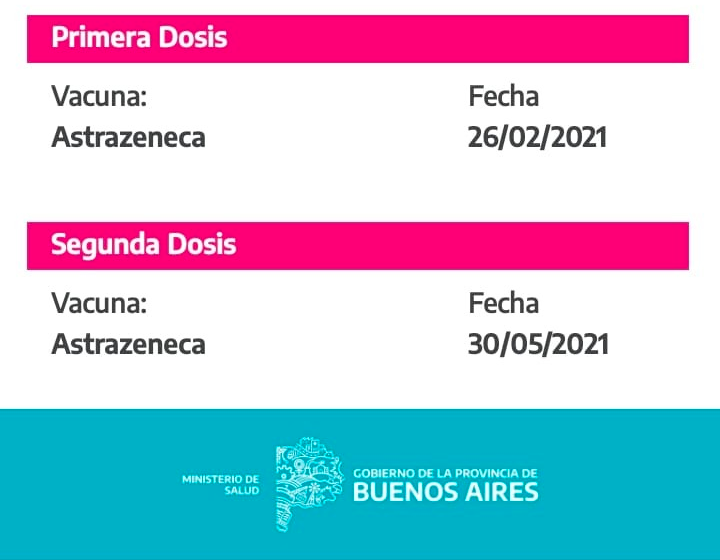 Primera Dosis
Vacuna: Fecha
Astrazeneca 26/02/2021
Segunda Dosis
Vacuna: Fecha
Astrazeneca 30/05/2021
MINISTERIO DE
SALUD
GOBIERNO DE LA PROVINCIA DE
BUENOS AIRES